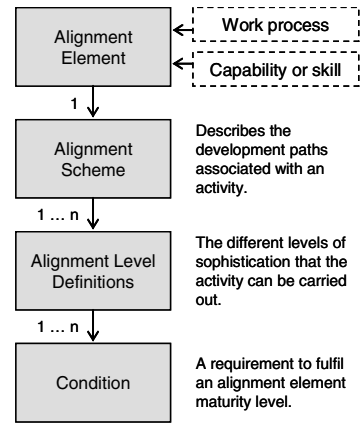 Alignment
Element
Work process
Capability or skill
1
Alignment
Scheme
Describes the
development paths
associated with an
activity.
1 ... n
Alignment Level
Definitions
The different levels of
sophistication that the
activity can be carried
out.
1 ... n
Condition
A requirement to fulfil
an alignment element
maturity level.